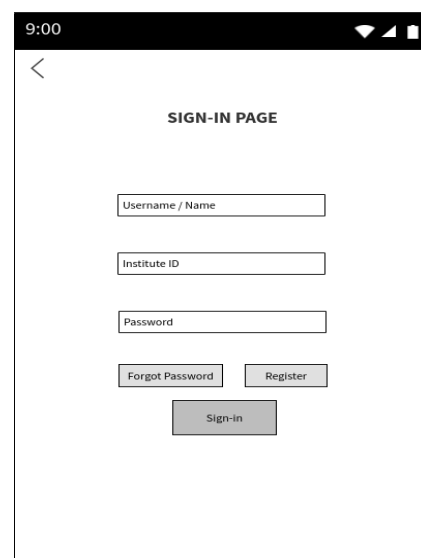 9:00
SIGN-IN PAGE
Username / Name
Institute ID
Password
Forgot Password Register
Sign-in